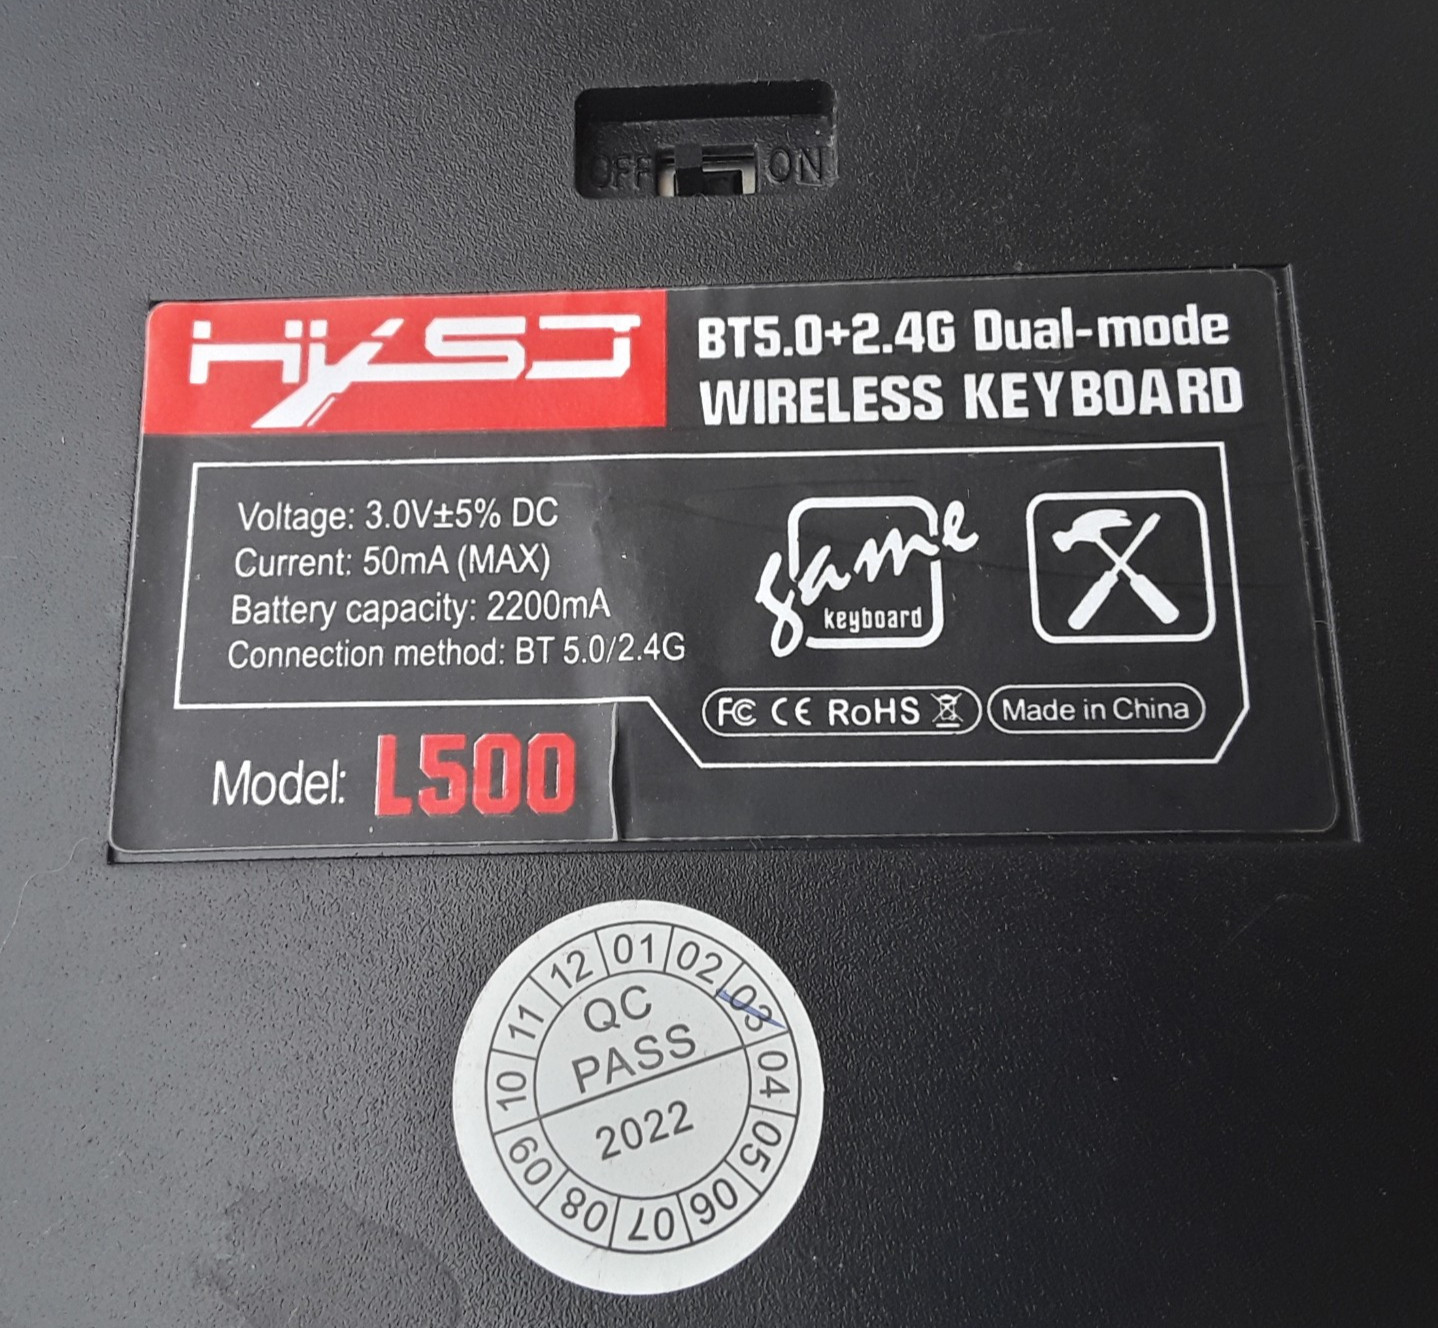 OFF ON
HXSJ
BT5.0+2.4G Dual-mode
WIRELESS KEYBOARD
Voltage: 3.0V±5% DC
Current: 50mA (MAX)
Battery capacity: 2200mA
Connection method: BT 5.0/2.4G
game
keyboard
FC CE RoHS
Made in China
Model: L500
01 02 03 04 05 06 07 08 09 10 11 12
QC
PASS
2022